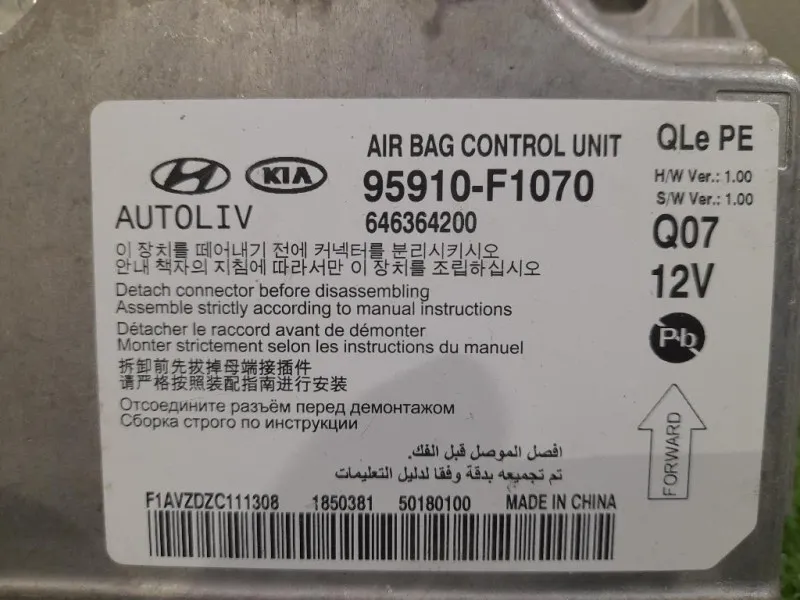 AIR BAG CONTROL UNIT
QLe PE
KIA
95910-F1070
H/W Ver.: 1.00
S/W Ver.: 1.00
AUTOLIV
646364200
Q07
이 장치를 떼어내기 전에 커넥터를 분리시키시오
안내 책자의 지침에 따라서만 이 장치를 조립하십시오
12V
Detach connector before disassembling
Assemble strictly according to manual instructions
Détacher le raccord avant de démonter
Monter strictement selon les instructions du manuel
Pb
拆卸前先拔掉母端接插件
请严格按照装配指南进行安装
Отсоедините разъём перед демонтажом
Сборка строго по инструкции
FORWARD
افصل الموصل قبل الفك.
تم تجميعه بدقة وفقا لدليل التعليمات
F1AVZDZC111308 1850381 50180100 MADE IN CHINA